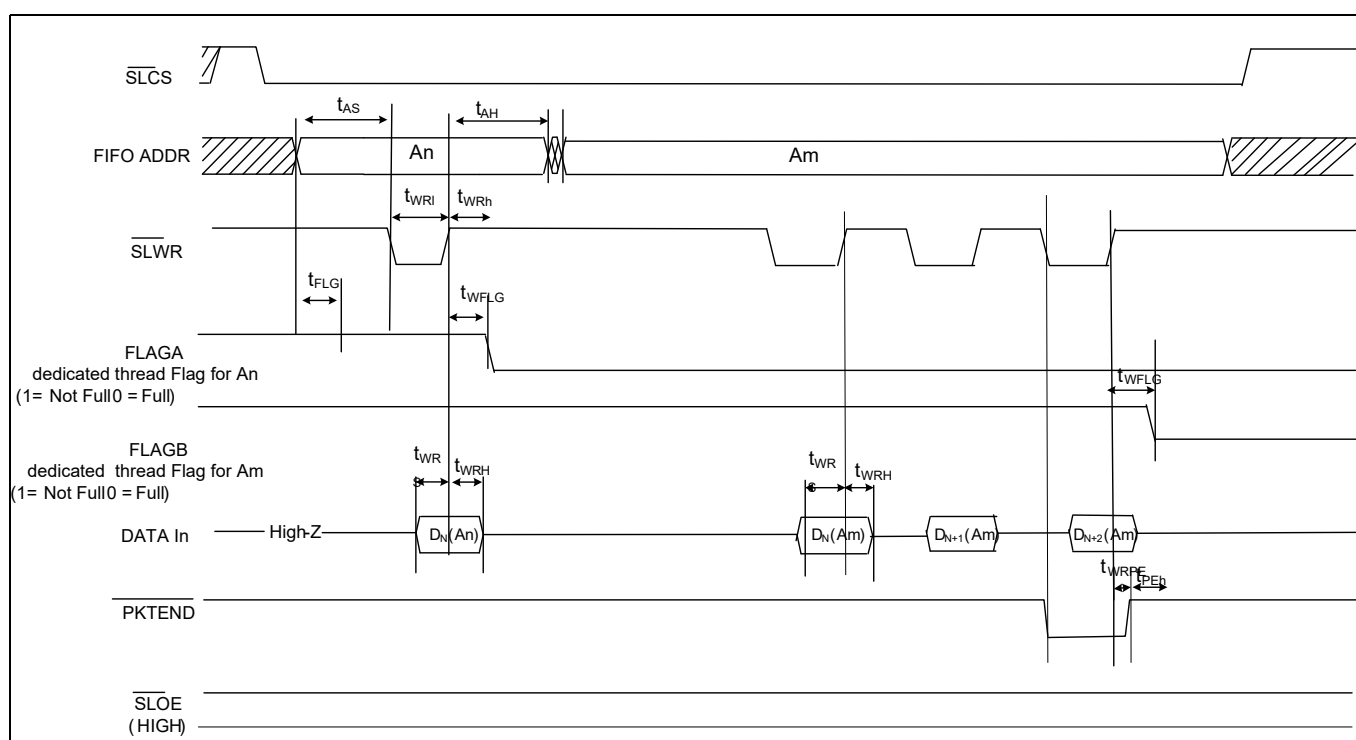 SLCS
tAS
tAH
FIFO ADDR
An
Am
tWRl
tWRh
SLWR
tFLG
tWFLG
FLAGA
dedicated thread Flag for An
(1= Not Full 0 = Full)
tWFLG
FLAGB
dedicated thread Flag for Am
(1= Not Full 0 = Full)
tWRS
tWRH
tWRS
tWRH
DATA In
High-Z
DN(An)
DN(Am)
DN+1(Am)
DN+2(Am)
tWRPE
tPEh
PKTEND
SLOE
(HIGH)